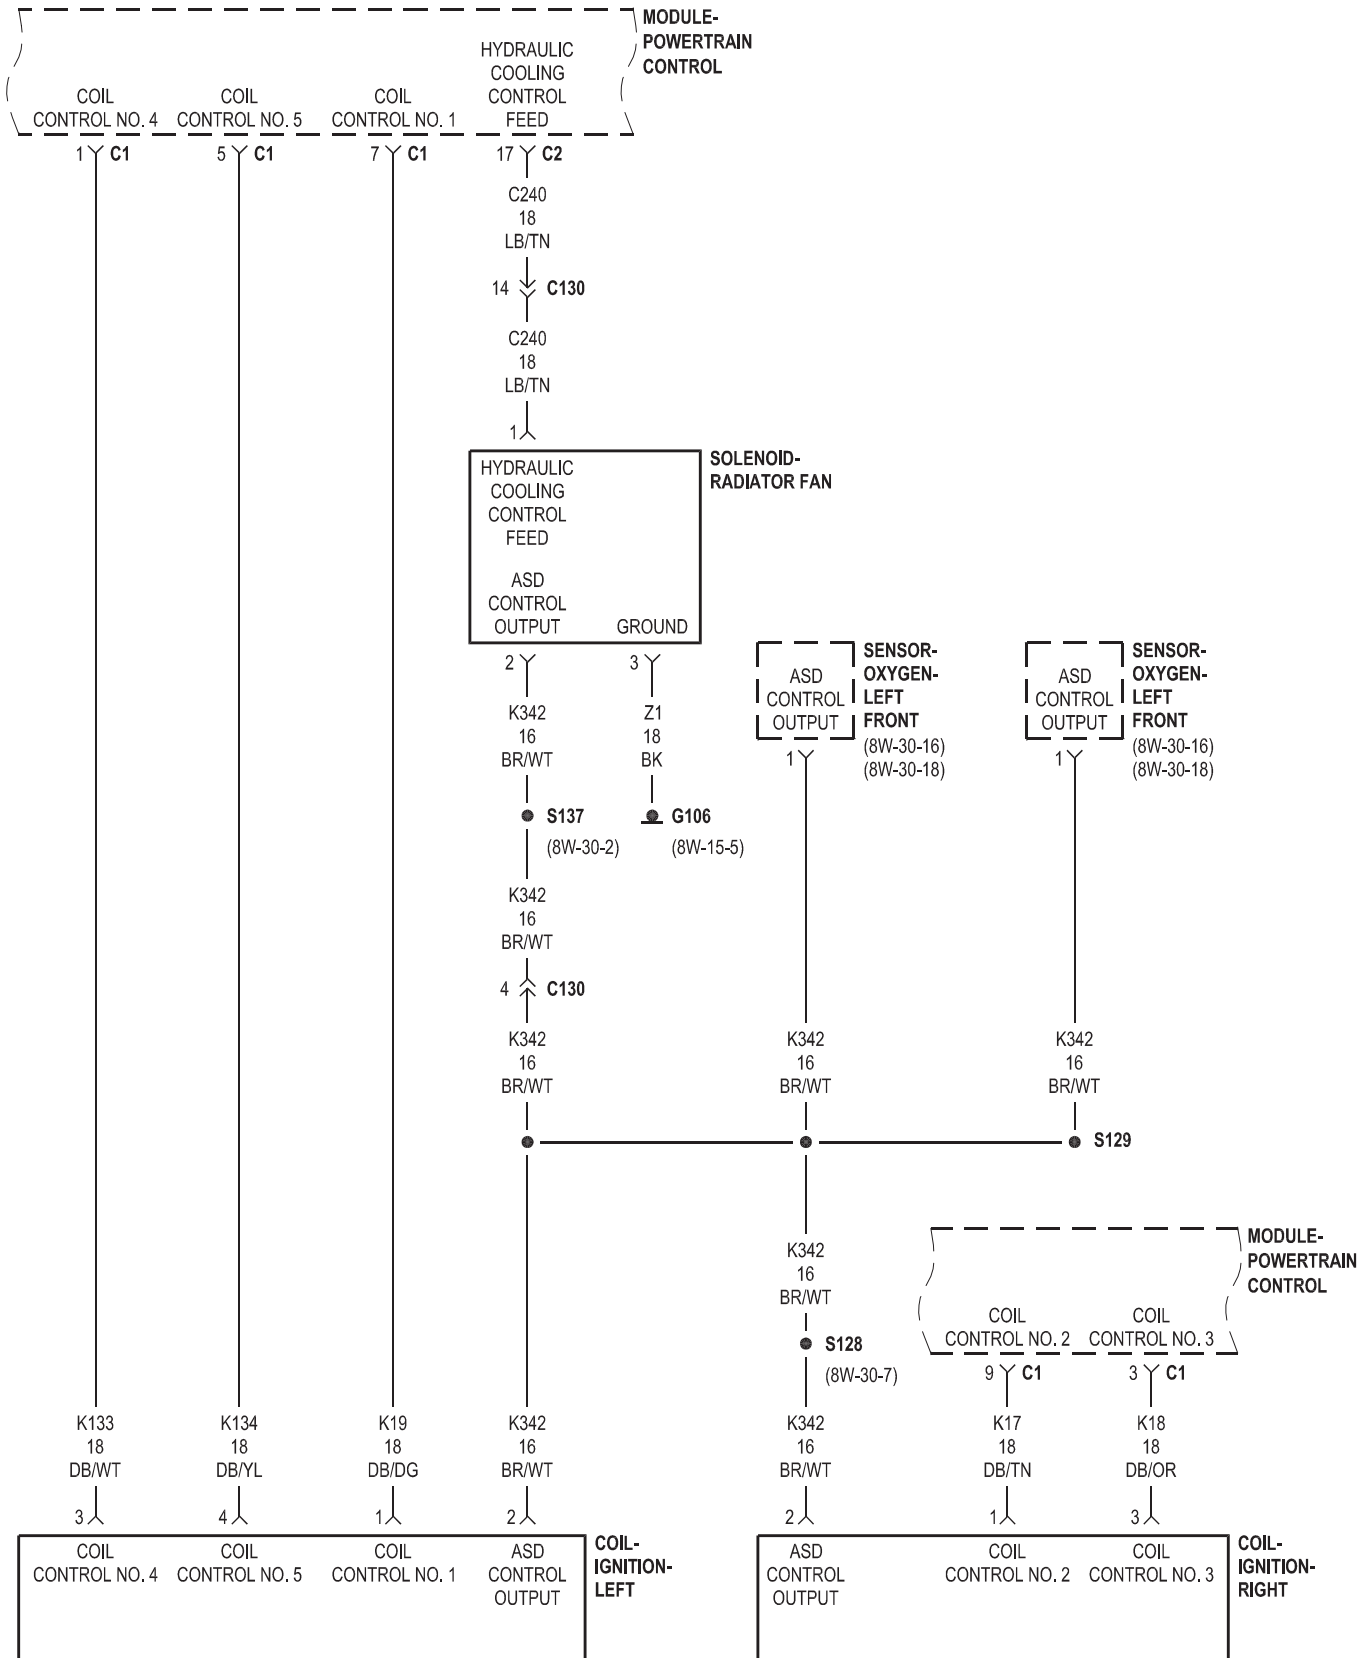 MODULE-
POWERTRAIN
CONTROL
HYDRAULIC
COOLING
CONTROL
FEED
COIL
CONTROL NO. 4
COIL
CONTROL NO. 5
COIL
CONTROL NO. 1
1 C1
5 C1
7 C1
17 C2
C240
18
LB/TN
14 C130
C240
18
LB/TN
1
SOLENOID-
RADIATOR FAN
HYDRAULIC
COOLING
CONTROL
FEED
ASD
CONTROL
OUTPUT
GROUND
2
3
K342
16
BR/WT
Z1
18
BK
S137
(8W-30-2)
G106
(8W-15-5)
K342
16
BR/WT
4 C130
K342
16
BR/WT
ASD
CONTROL
OUTPUT
SENSOR-
OXYGEN-
LEFT
FRONT
(8W-30-16)
(8W-30-18)
1
K342
16
BR/WT
ASD
CONTROL
OUTPUT
SENSOR-
OXYGEN-
LEFT
FRONT
(8W-30-16)
(8W-30-18)
1
K342
16
BR/WT
S129
K342
16
BR/WT
S128
(8W-30-7)
MODULE-
POWERTRAIN
CONTROL
COIL
CONTROL NO. 2
COIL
CONTROL NO. 3
9 C1
3 C1
K133
18
DB/WT
3
K134
18
DB/YL
4
K19
18
DB/DG
1
K342
16
BR/WT
2
K342
16
BR/WT
2
K17
18
DB/TN
1
K18
18
DB/OR
3
COIL
CONTROL NO. 4
COIL
CONTROL NO. 5
COIL
CONTROL NO. 1
ASD
CONTROL
OUTPUT
COIL-
IGNITION-
LEFT
ASD
CONTROL
OUTPUT
COIL
CONTROL NO. 2
COIL
CONTROL NO. 3
COIL-
IGNITION-
RIGHT